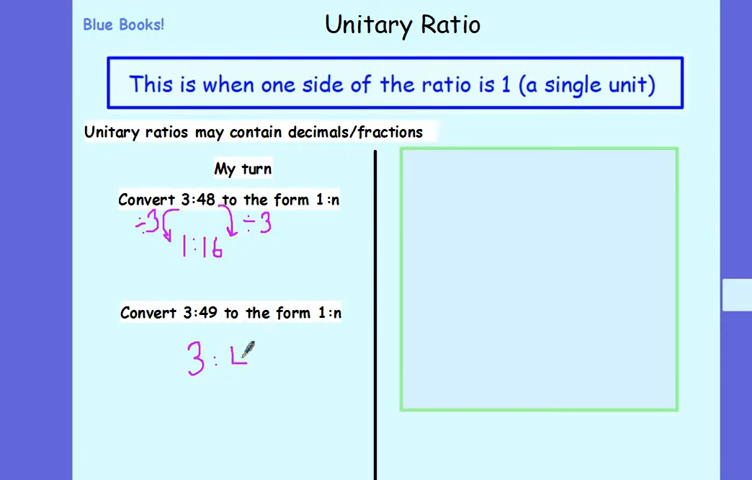 Blue Books!
Unitary Ratio
This is when one side of the ratio is 1 (a single unit)
Unitary ratios may contain decimals/fractions
My turn
Convert 3:48 to the form 1:n
÷3 ÷3
1:16
Convert 3:49 to the form 1:n
3:4